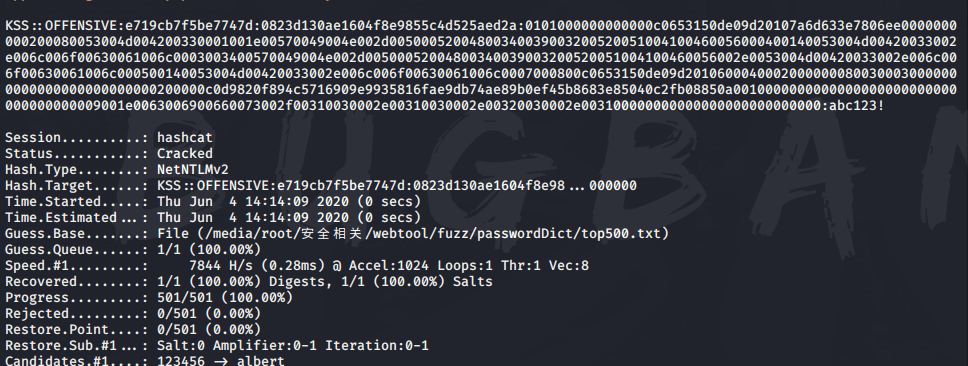 KSS::OFFENSIVE:e719cb7f5be7747d:0823d130ae1604f8e9855c4d525aed2a:0101000000000000c0653150de09d20107a6d633e7806ee0000000
000200080053004d004200330001001e00570049004e002d00500052004800340039003200520051004100460056000400140053004d00420033002
e006c006f00630061006c0003003400570049004e002d00500052004800340039003200520051004100460056002e0053004d00420033002e006c00
6f00630061006c000500140053004d00420033002e006c006f00630061006c0007000800c0653150de09d2010600040002000000080030003000000
0000000000000000000200000c0d9820f894c5716909e9935816fae9db74ae89b0ef45b8683e85040c2fb08850a0010000000000000000000000000
000000000009001e0063006900660073002f00310030002e00310030002e00320030002e003100000000000000000000000000:abc123!
Session..........: hashcat
Status...........: Cracked
Hash.Type........: NetNTLMv2
Hash.Target......: KSS::OFFENSIVE:e719cb7f5be7747d:0823d130ae1604f8e98...000000
Time.Started.....: Thu Jun  4 14:14:09 2020 (0 secs)
Time.Estimated...: Thu Jun  4 14:14:09 2020 (0 secs)
Guess.Base.......: File (/media/root/安全相关/webtool/fuzz/passwordDict/top500.txt)
Guess.Queue......: 1/1 (100.00%)
Speed.#1.........:     7844 H/s (0.28ms) @ Accel:1024 Loops:1 Thr:1 Vec:8
Recovered........: 1/1 (100.00%) Digests, 1/1 (100.00%) Salts
Progress.........: 501/501 (100.00%)
Rejected.........: 0/501 (0.00%)
Restore.Point....: 0/501 (0.00%)
Restore.Sub.#1...: Salt:0 Amplifier:0-1 Iteration:0-1
Candidates.#1....: 123456 -> albert